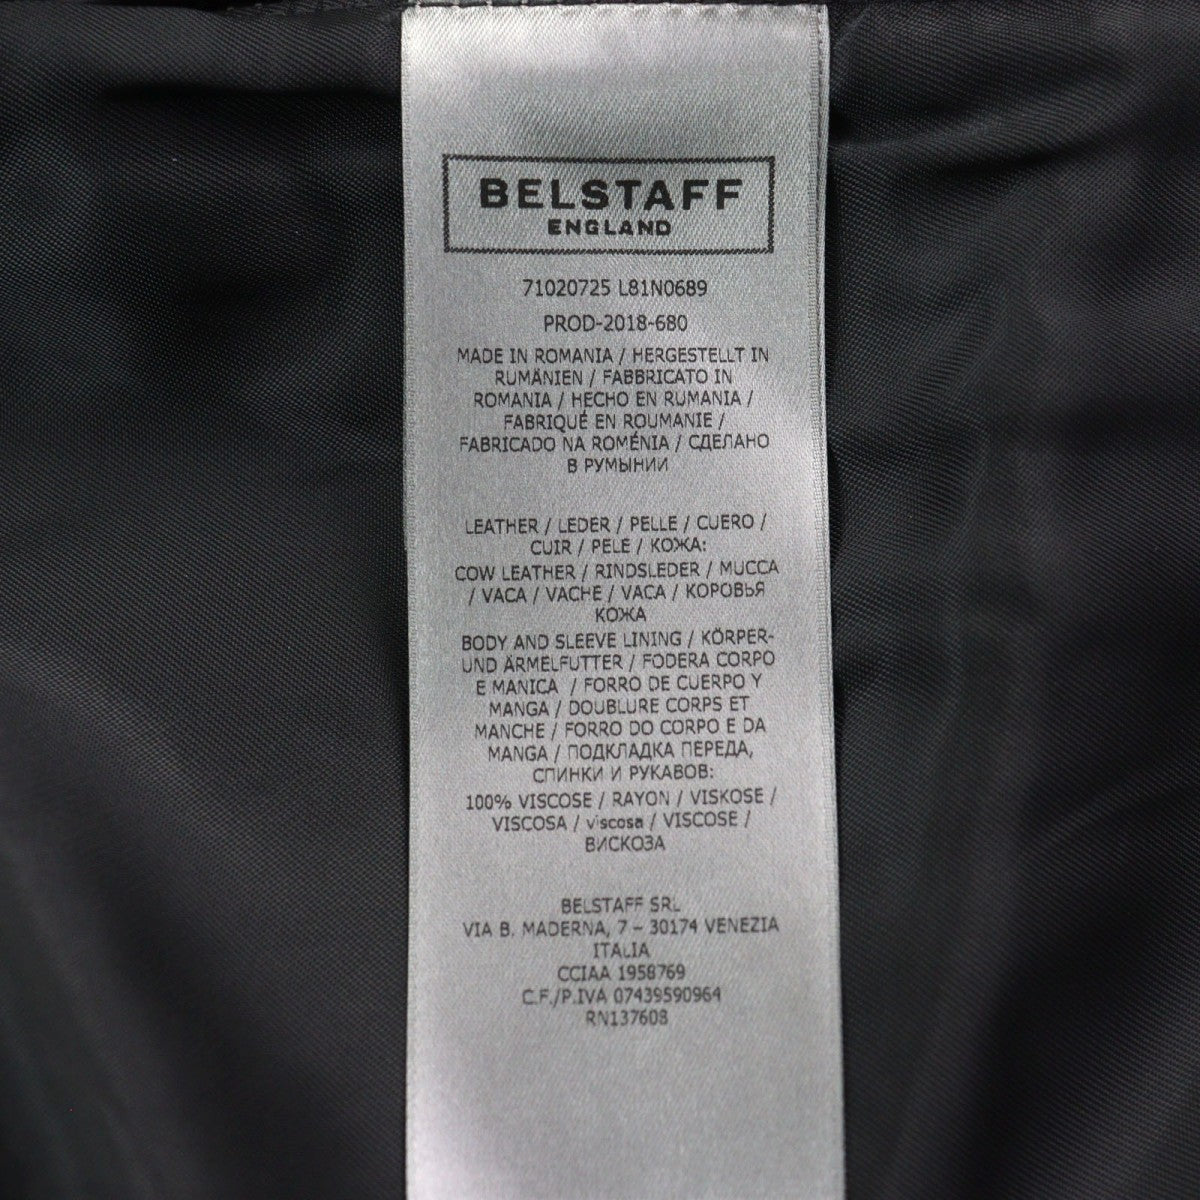 BELSTAFF
ENGLAND
71020725 L81N0689
PROD-2018-680
MADE IN ROMANIA / HERGESTELLT IN
RUMÄNIEN / FABBRICATO IN
ROMANIA / HECHO EN RUMANIA /
FABRIQUÉ EN ROUMANIE /
FABRICADO NA ROMÉNIA / СДЕЛАНО
В РУМЫНИИ
LEATHER / LEDER / PELLE / CUERO /
CUIR / PELE / КОЖА:
COW LEATHER / RINDSLEDER / MUCCA
/ VACA / VACHE / VACA / КОРОВЬЯ
КОЖА
BODY AND SLEEVE LINING / KÖRPER-
UND ÄRMELFUTTER / FODERA CORPO
E MANICA / FORRO DE CUERPO Y
MANGA / DOUBLURE CORPS ET
MANCHE / FORRO DO CORPO E DA
MANGA / ПОДКЛАДКА ПЕРЕДА,
СПИНКИ И РУКАВОВ:
100% VISCOSE / RAYON / VISKOSE /
VISCOSA / viscosa / VISCOSE /
ВИСКОЗА
BELSTAFF SRL
VIA B. MADERNA, 7 – 30174 VENEZIA
ITALIA
CCIAA 1958769
C.F./P.IVA 07439590964
RN137608